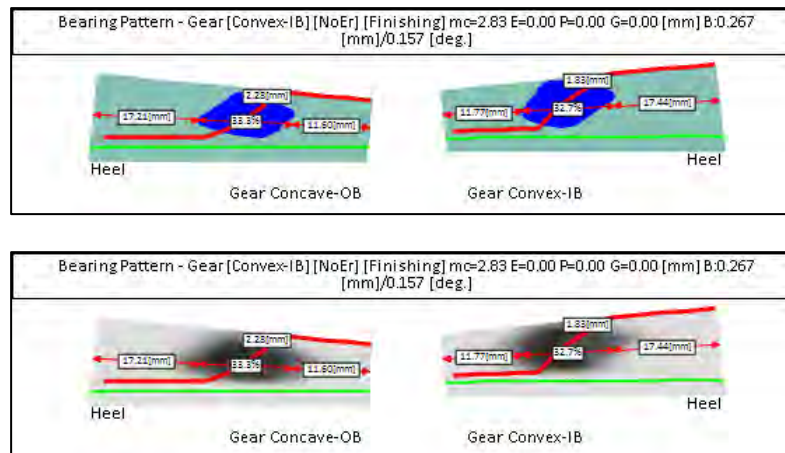 Bearing Pattern - Gear [Convex-IB] [NoEr] [Finishing] mc=2.83 E=0.00 P=0.00 G=0.00 [mm] B:0.267
[mm]/0.157 [deg.]
2.28[mm]
17.21[mm]
33.3%
11.60[mm]
Heel
Gear Concave-OB
1.83[mm]
11.77[mm]
32.7%
17.44[mm]
Heel
Gear Convex-IB
Bearing Pattern - Gear [Convex-IB] [NoEr] [Finishing] mc=2.83 E=0.00 P=0.00 G=0.00 [mm] B:0.267
[mm]/0.157 [deg.]
2.28[mm]
17.21[mm]
33.3%
11.60[mm]
Heel
Gear Concave-OB
1.83[mm]
11.77[mm]
32.7%
17.44[mm]
Heel
Gear Convex-IB